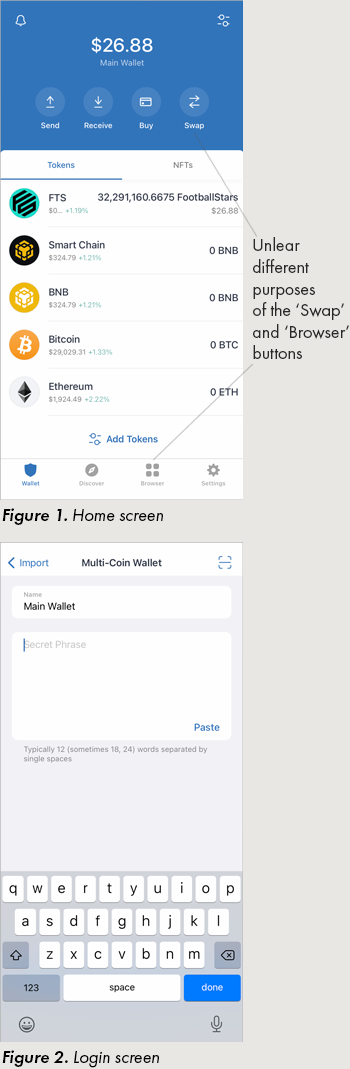 $26.88
Main Wallet
Send Receive Buy Swap
Tokens NFTs
FTS 32,291,160.6675 FootballStars
$0... +1.19% $26.88
Smart Chain
$324.79 +1.21%
0 BNB
BNB
$324.79 +1.21%
0 BNB
Bitcoin
$29,029.31 +1.33%
0 BTC
Ethereum
$1,924.49 +2.22%
0 ETH
Add Tokens
Wallet Discover Browser Settings
Unlear
different
purposes
of the ‘Swap’
and ‘Browser’
buttons
Figure 1. Home screen
Import Multi-Coin Wallet
Name
Main Wallet
Secret Phrase
Paste
Typically 12 (sometimes 18, 24) words separated by
single spaces
q w e r t y u i o p
a s d f g h j k l
z x c v b n m
123 space done
Figure 2. Login screen